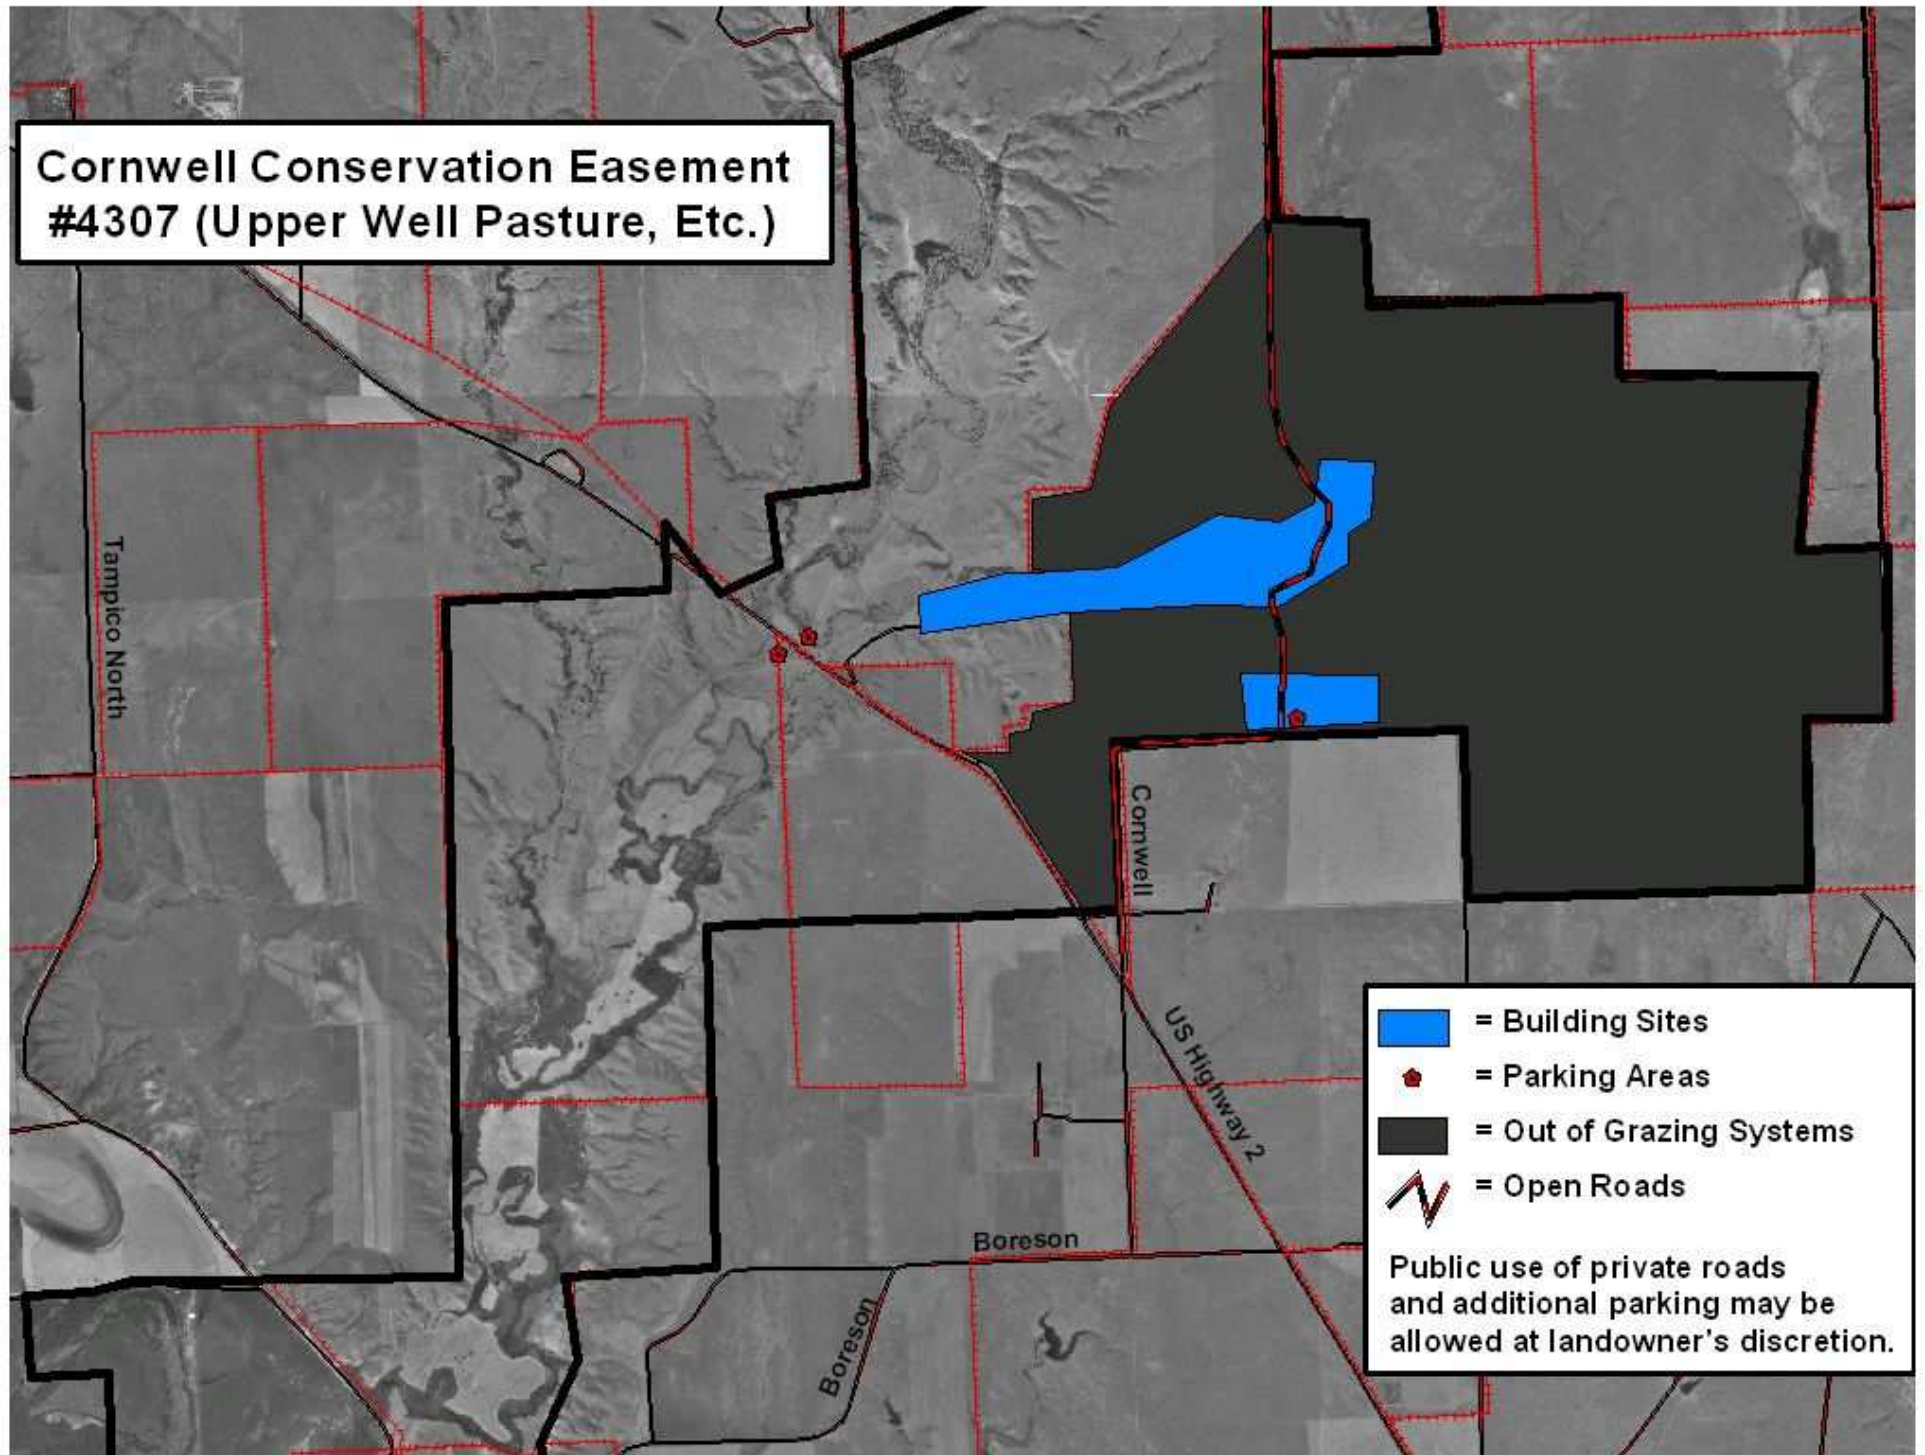 Cornwell Conservation Easement
#4307 (Upper Well Pasture, Etc.)
Tampico North
Cornwell
US Highway 2
Boreson
Boreson
= Building Sites
= Parking Areas
= Out of Grazing Systems
= Open Roads
Public use of private roads
and additional parking may be
allowed at landowner's discretion.